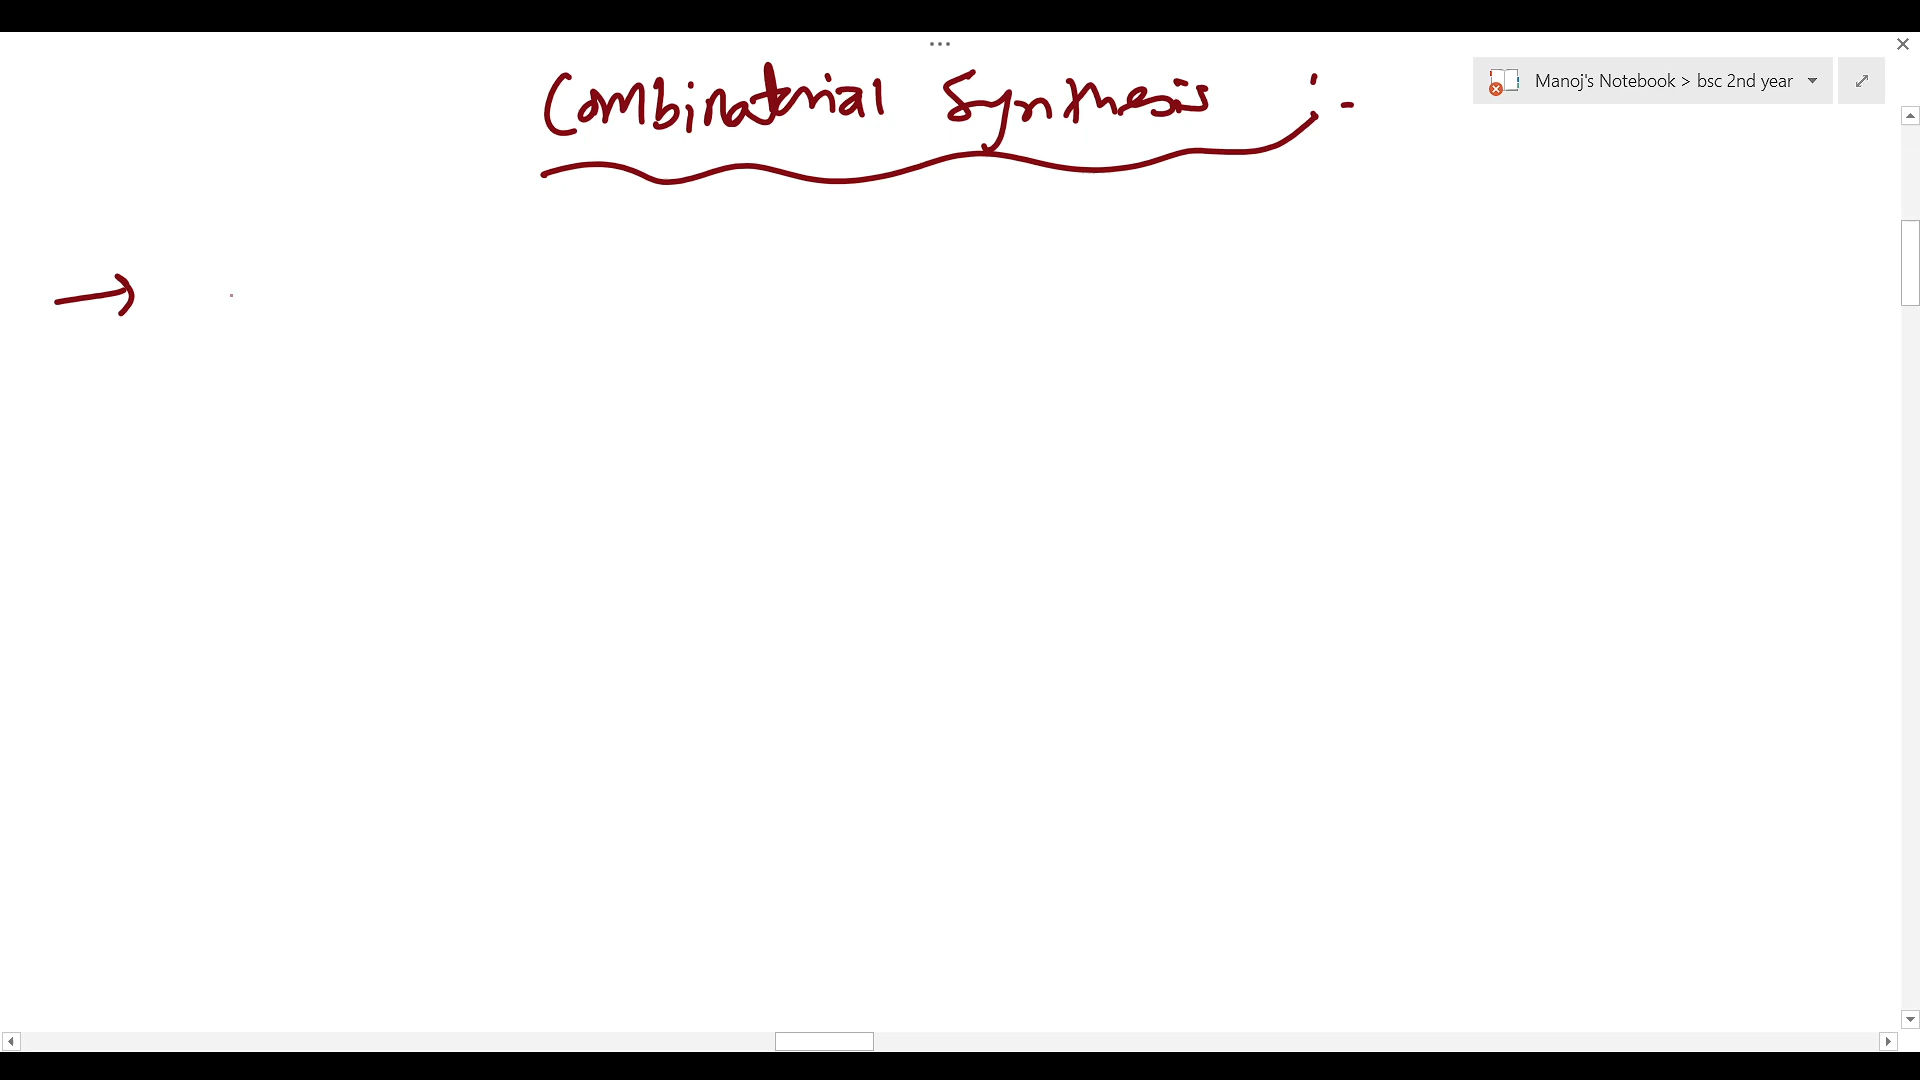 Combinatorial Synthesis :-
Manoj's Notebook > bsc 2nd year
→